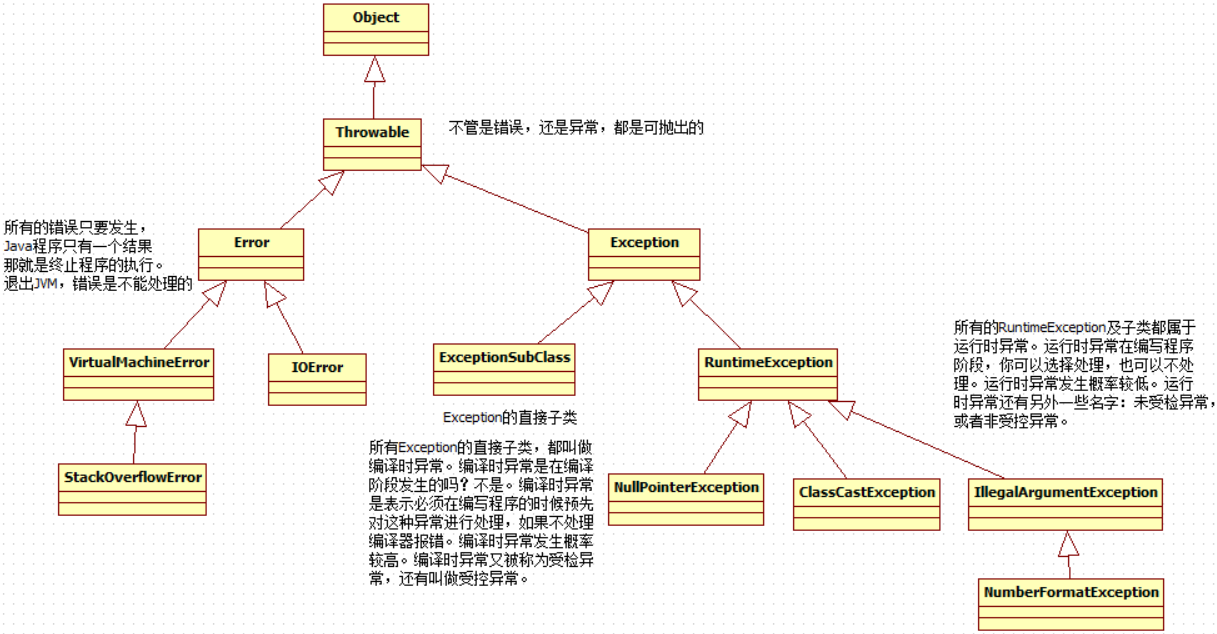 Object
Throwable
不管是错误，还是异常，都是可抛出的
所有的错误只要发生，
Java程序只有一个结果
那就是终止程序的执行。
退出JVM，错误是不能处理的
Error
Exception
VirtualMachineError
IOError
ExceptionSubClass
RuntimeException
所有的RuntimeException及子类都属于
运行时异常。运行时异常在编写程序
阶段，你可以选择处理，也可以不处
理。运行时异常发生概率较低。运行
时异常还有另外一些名字：未受检异常，
或者非受控异常。
Exception的直接子类
所有Exception的直接子类，都叫做
编译时异常。编译时异常是在编译
阶段发生的吗？不是。编译时异常
是表示必须在编写程序的时候预先
对这种异常进行处理，如果不处理
编译器报错。编译时异常发生概率
较高。编译时异常又被称为受检异
常，还有叫做受控异常。
StackOverflowError
NullPointerException
ClassCastException
IllegalArgumentException
NumberFormatException